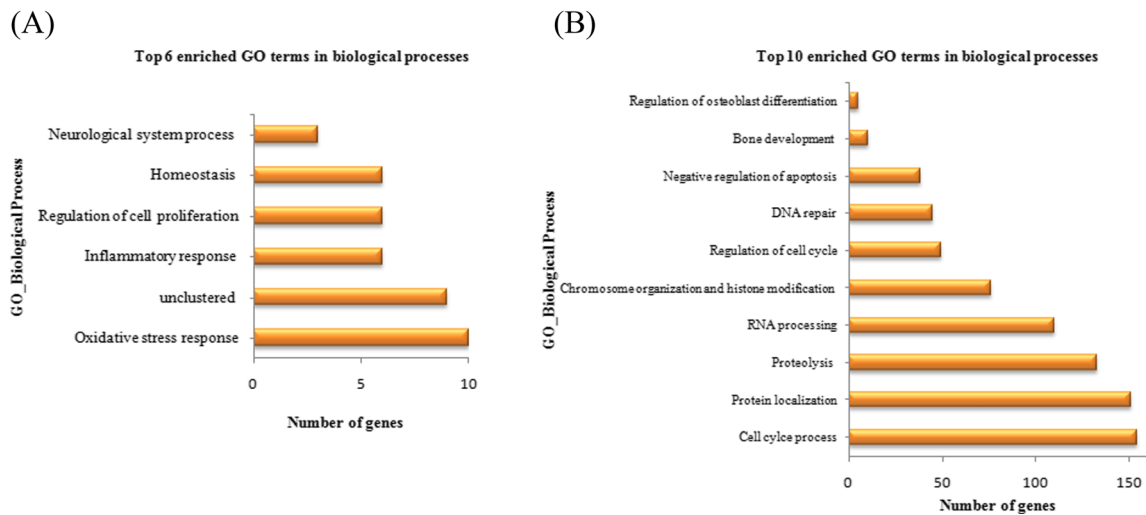 (A)
Top 6 enriched GO terms in biological processes
GO_Biological Process
Neurological system process
Homeostasis
Regulation of cell proliferation
Inflammatory response
unclustered
Oxidative stress response
0 5 10
Number of genes
(B)
Top 10 enriched GO terms in biological processes
GO_Biological Process
Regulation of osteoblast differentiation
Bone development
Negative regulation of apoptosis
DNA repair
Regulation of cell cycle
Chromosome organization and histone modification
RNA processing
Proteolysis
Protein localization
Cell cylce process
0 50 100 150
Number of genes